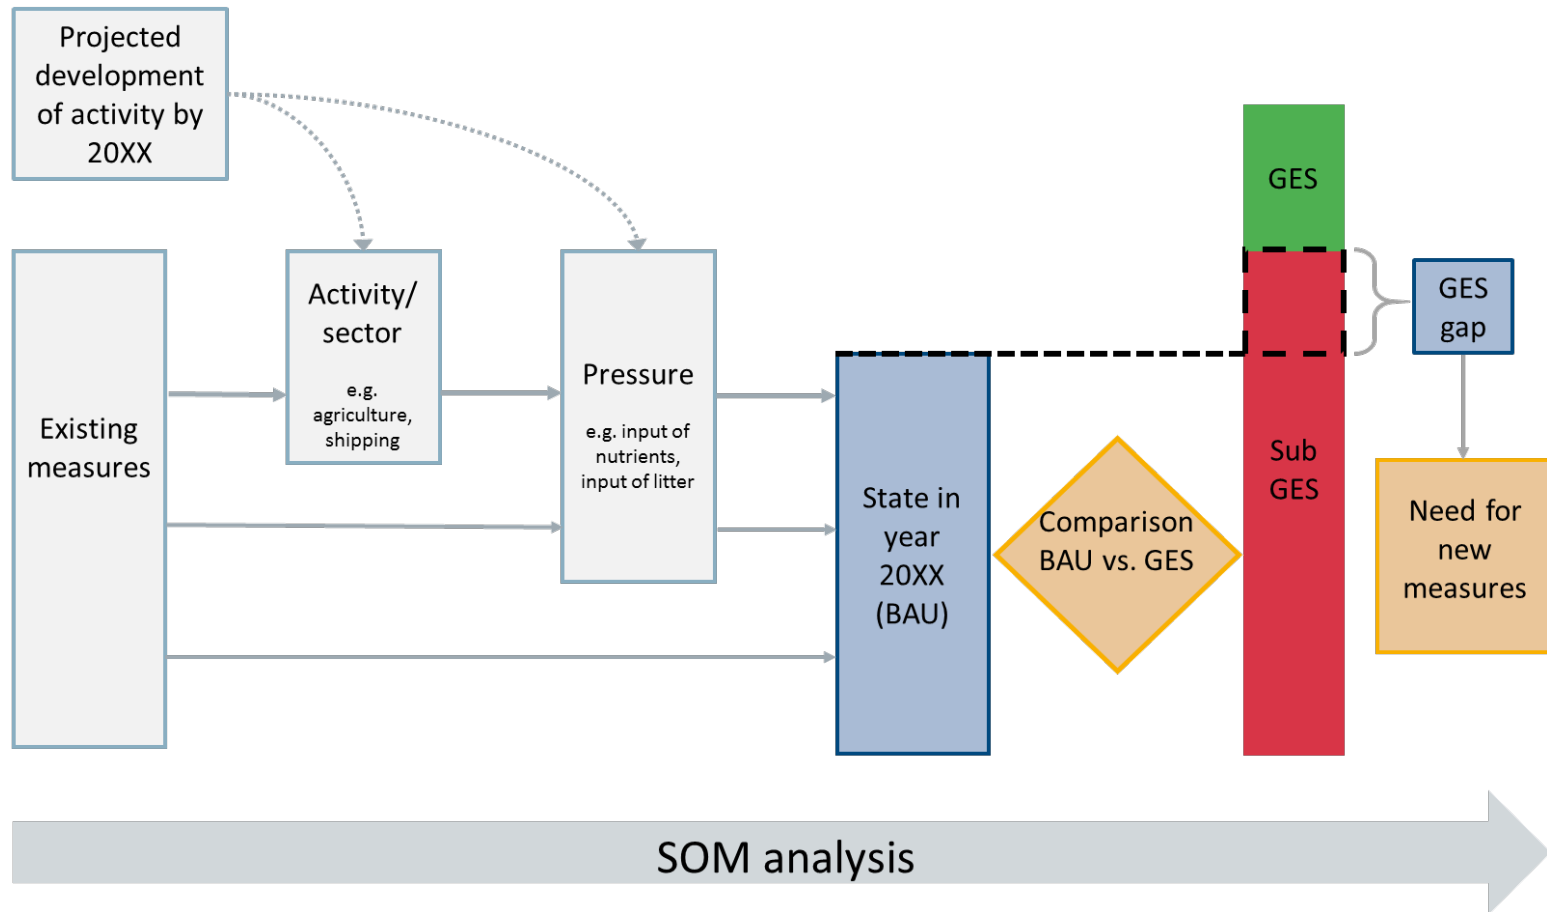 Projected
development
of activity by
20XX
Existing
measures
Activity/
sector
e.g.
agriculture,
shipping
Pressure
e.g. input of
nutrients,
input of litter
State in
year
20XX
(BAU)
Comparison
BAU vs. GES
GES
Sub
GES
GES
gap
Need for
new
measures
SOM analysis